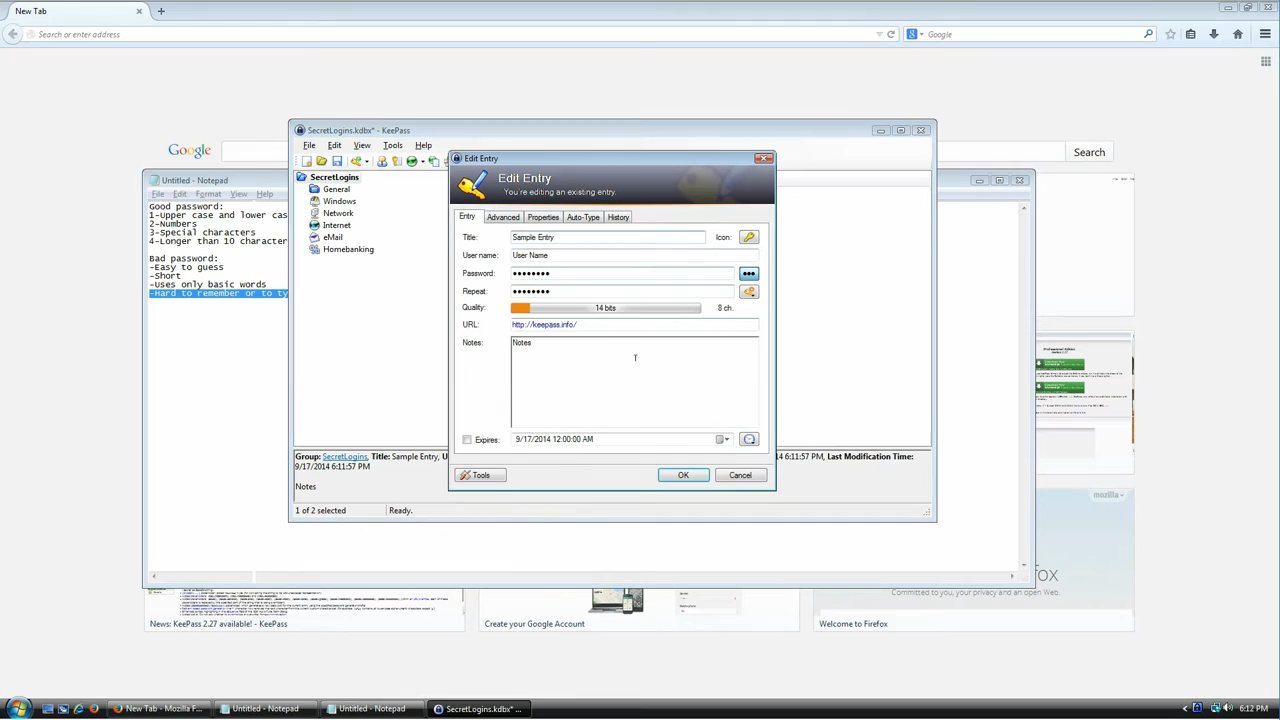 New Tab
Search or enter address
Google
SecretLogins.kdbx* - KeePass
File Edit View Tools Help
Google
Search
Edit Entry
Edit Entry
You're editing an existing entry.
Untitled - Notepad
File Edit Format View Help
SecretLogins
General
Windows
Network
Internet
eMail
Homebanking
Good password:
1-Upper case and lower cas
2-Numbers
3-Special characters
4-Longer than 10 character
Bad password:
-Easy to guess
-Short
-Uses only basic words
-Hard to remember or to ty
Entry Advanced Properties Auto-Type History
Title: Sample Entry Icon:
User name: User Name
Password: ••••••••
Repeat: ••••••••
Quality: 14 bits 8 ch.
URL: http://keepass.info/
Notes: Notes
Expires: 9/17/2014 12:00:00 AM
Tools OK Cancel
Group: SecretLogins, Title: Sample Entry, U
6:11:57 PM, Last Modification Time:
9/17/2014 6:11:57 PM
Notes
1 of 2 selected Ready.
mozilla
fox
Committed to you, your privacy and an open Web.
News: KeePass 2.27 available! - KeePass
Create your Google Account
Welcome to Firefox
New Tab - Mozilla F...
Untitled - Notepad
Untitled - Notepad
SecretLogins.kdbx* ...
6:12 PM